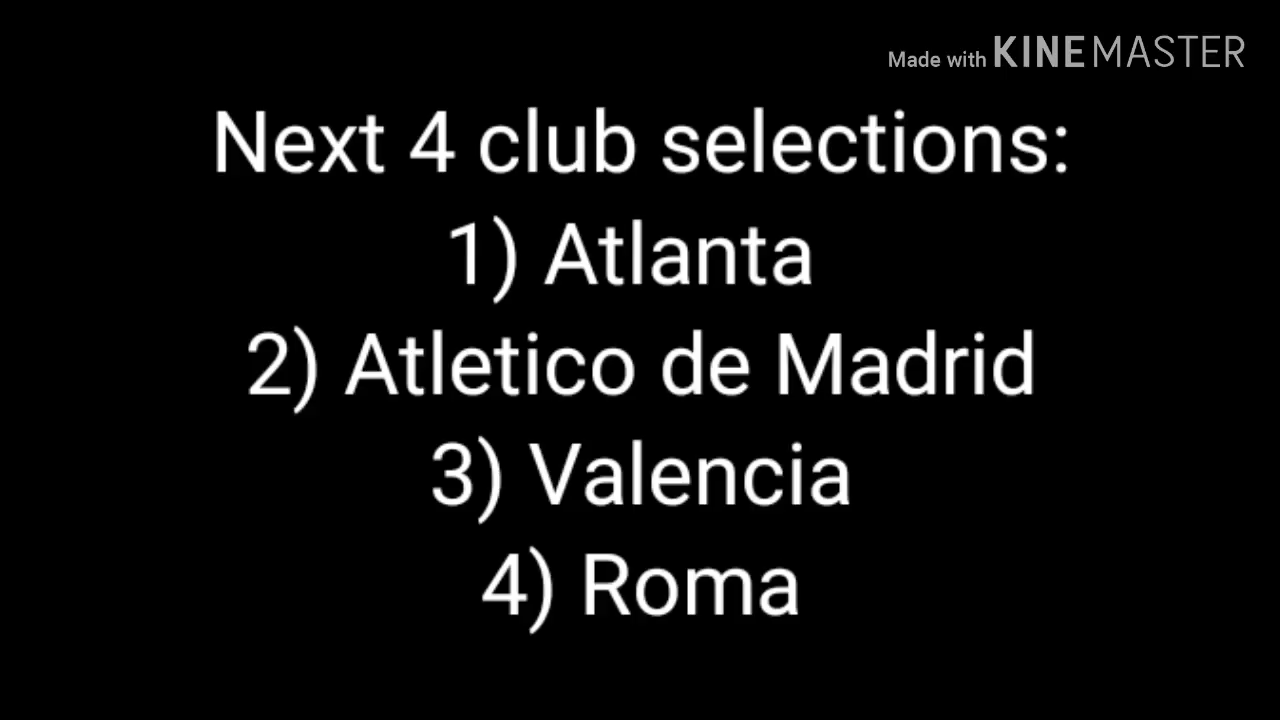 Made with KINEMASTER
Next 4 club selections:
1) Atlanta
2) Atletico de Madrid
3) Valencia
4) Roma